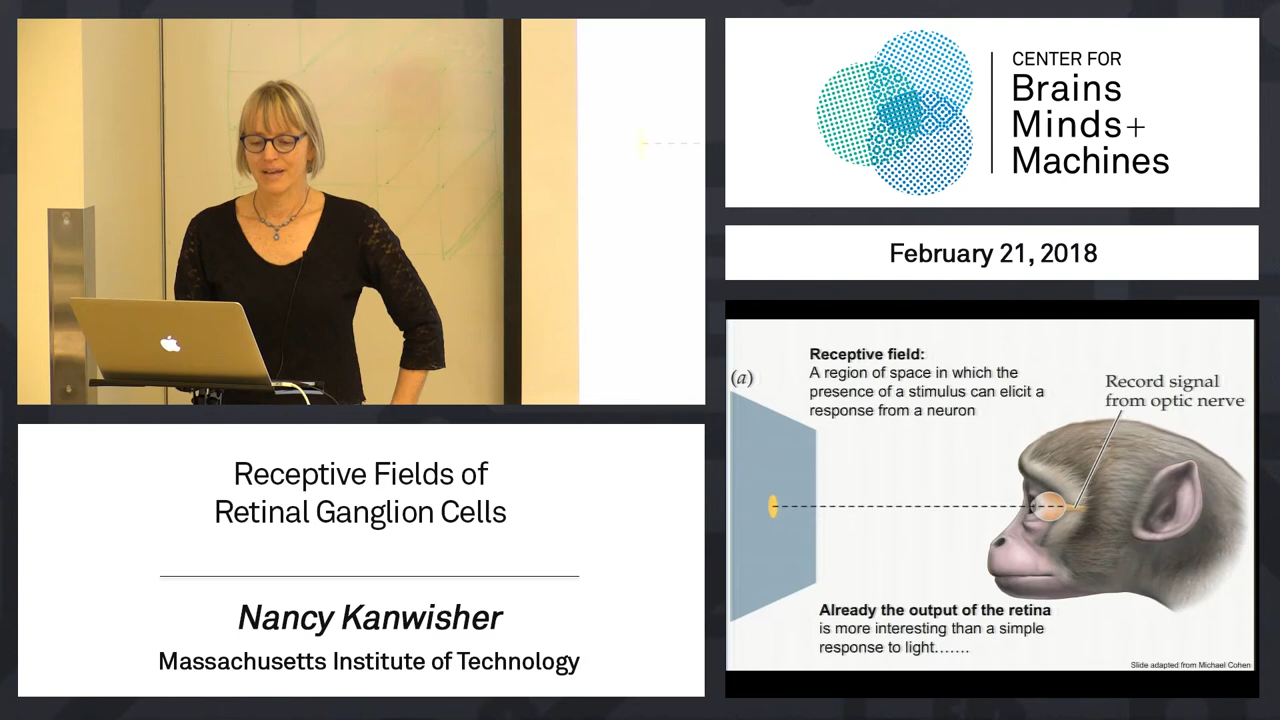 CENTER FOR
Brains
Minds+
Machines
February 21, 2018
Receptive field:
A region of space in which the
presence of a stimulus can elicit a
response from a neuron
(a)
Record signal
from optic nerve
Already the output of the retina
is more interesting than a simple
response to light.......
Slide adapted from Michael Cohen
Receptive Fields of
Retinal Ganglion Cells
Nancy Kanwisher
Massachusetts Institute of Technology